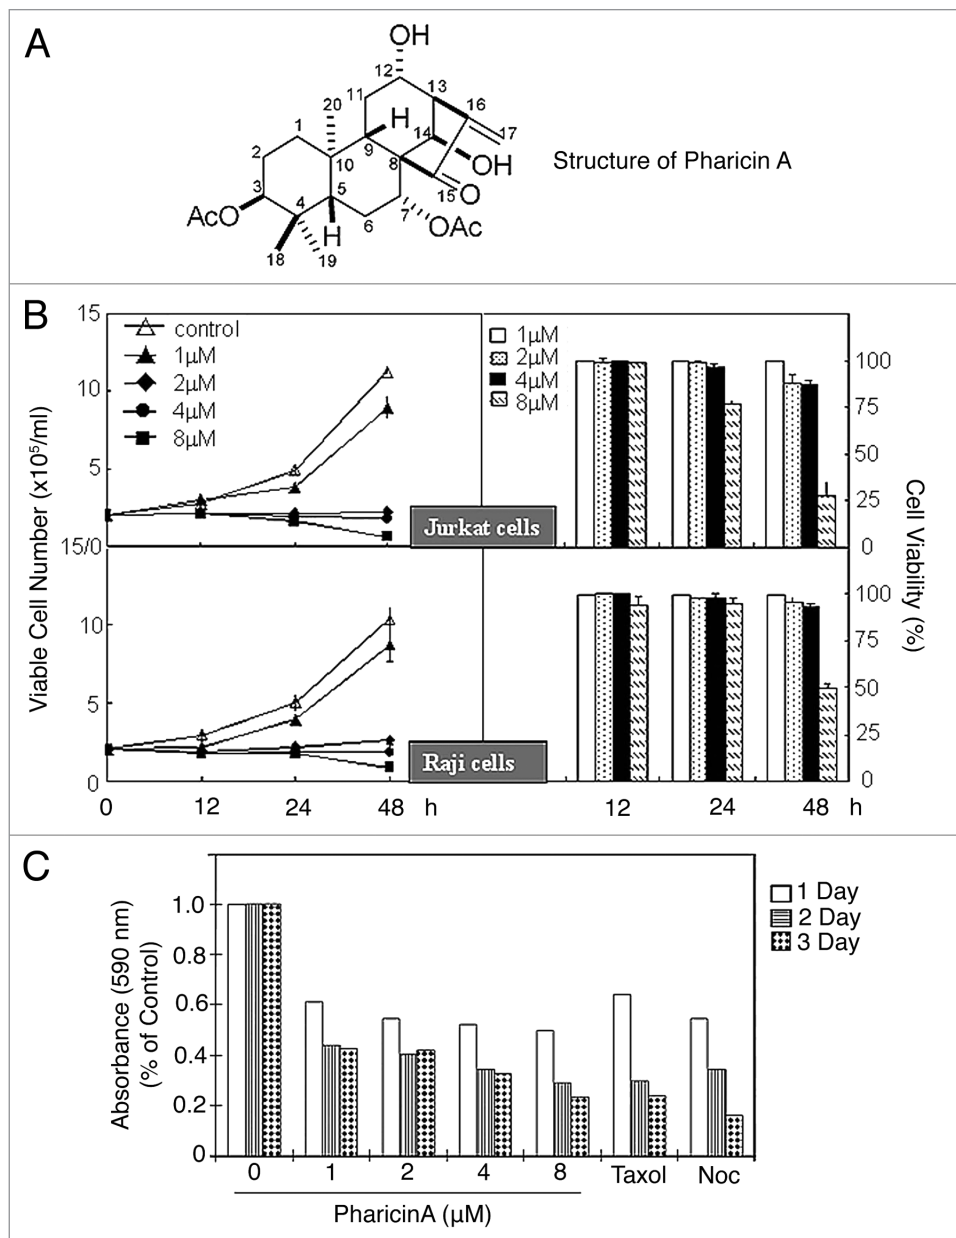 A
OH
12
20
11
13
16
1
H
14
17
2
9
10
8
OH
Structure of Pharicin A
3
4
5
15
O
AcO
6
7
OAc
H
18
19
B
15
control
1µM
2µM
4µM
8µM
10
5
15/0
10
5
0
Viable Cell Number (x10⁵/ml)
Jurkat cells
Raji cells
0
12
24
48
h
1µM
2µM
4µM
8µM
100
75
50
25
0
100
75
50
25
0
Cell Viability (%)
12
24
48
h
C
Absorbance (590 nm)
(% of Control)
1.0
0.8
0.6
0.4
0.2
0
1 Day
2 Day
3 Day
0
1
2
4
8
Taxol
Noc
PharicinA (µM)